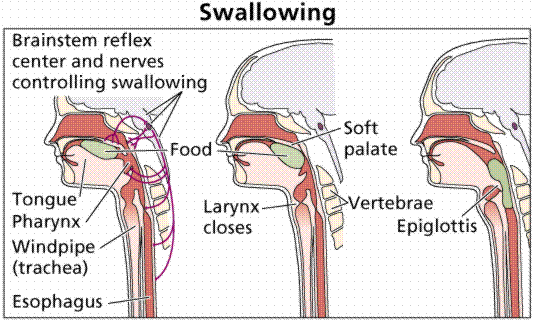 Swallowing
Brainstem reflex
center and nerves
controlling swallowing
Food
Soft
palate
Tongue
Pharynx
Windpipe
(trachea)
Esophagus
Larynx
closes
Vertebrae
Epiglottis